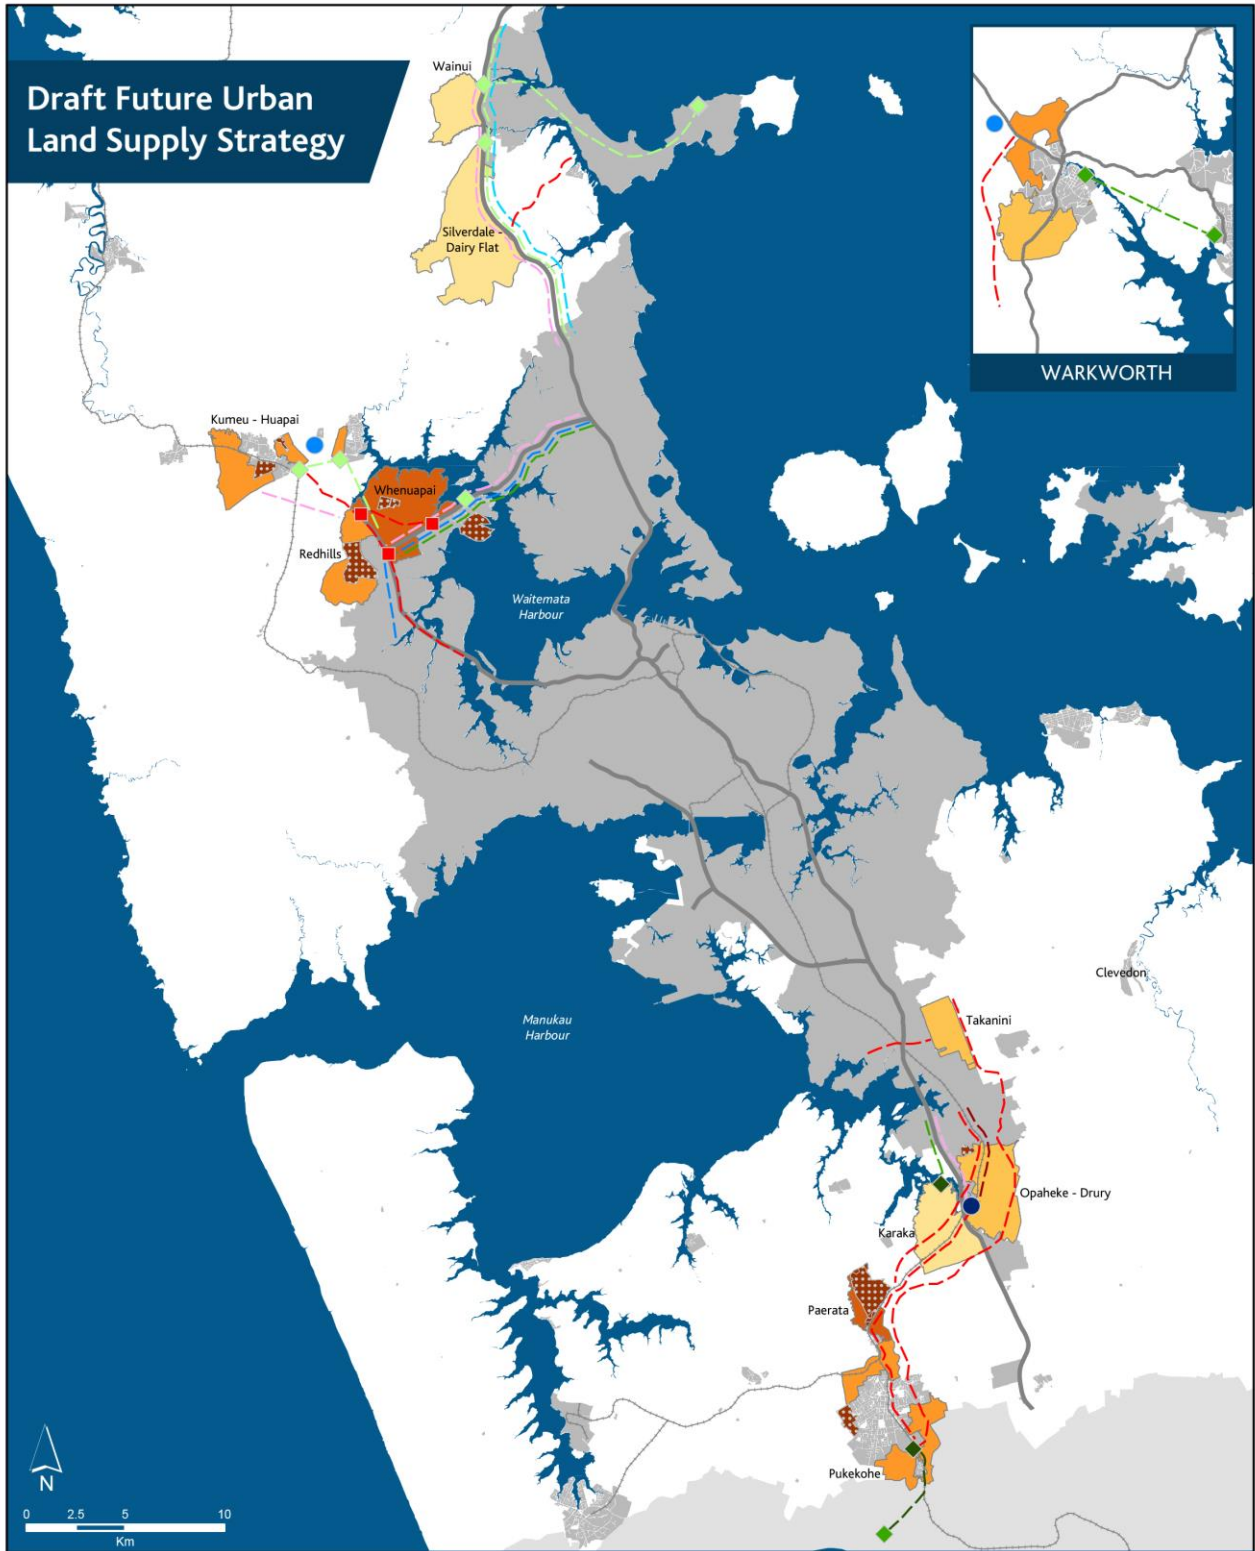 Draft Future Urban
Land Supply Strategy
Wainui
Silverdale -
Dairy Flat
WARKWORTH
Kumeu - Huapai
Whenuapai
Redhills
Waitemata
Harbour
Clevedon
Manukau
Harbour
Takanini
Opaheke - Drury
Karaka
Paerata
Pukekohe
N
0 2.5 5 10
Km